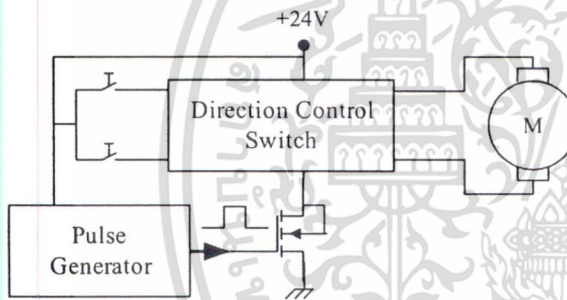 +24V
Direction Control
Switch
M
Pulse
Generator